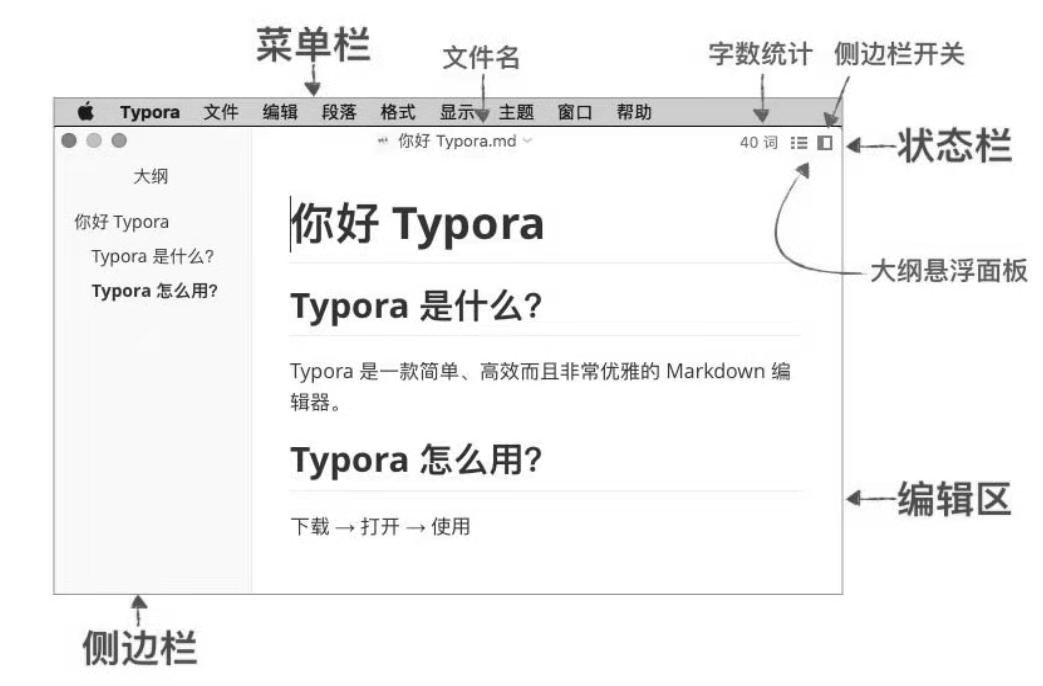 菜单栏
文件名
字数统计 侧边栏开关
Typora 文件 编辑 段落 格式 显示 主题 窗口 帮助
你好 Typora.md
40 词
状态栏
大纲
你好 Typora
Typora 是什么?
Typora 怎么用?
你好 Typora
大纲悬浮面板
Typora 是什么?
Typora 是一款简单、高效而且非常优雅的 Markdown 编
辑器。
Typora 怎么用?
编辑区
下载 → 打开 → 使用
侧边栏